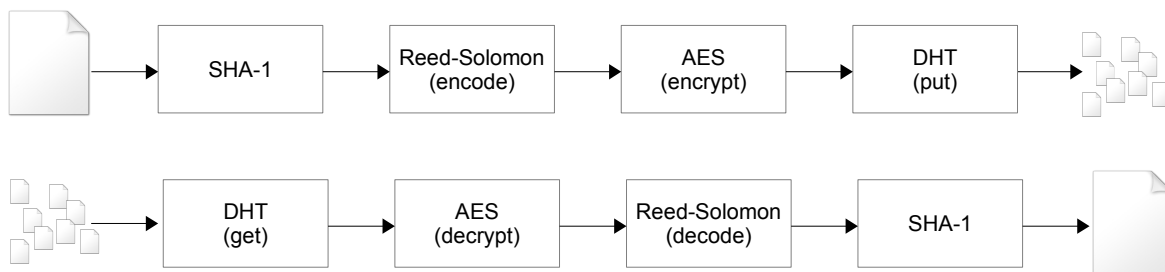 SHA-1
Reed-Solomon
(encode)
AES
(encrypt)
DHT
(put)
DHT
(get)
AES
(decrypt)
Reed-Solomon
(decode)
SHA-1